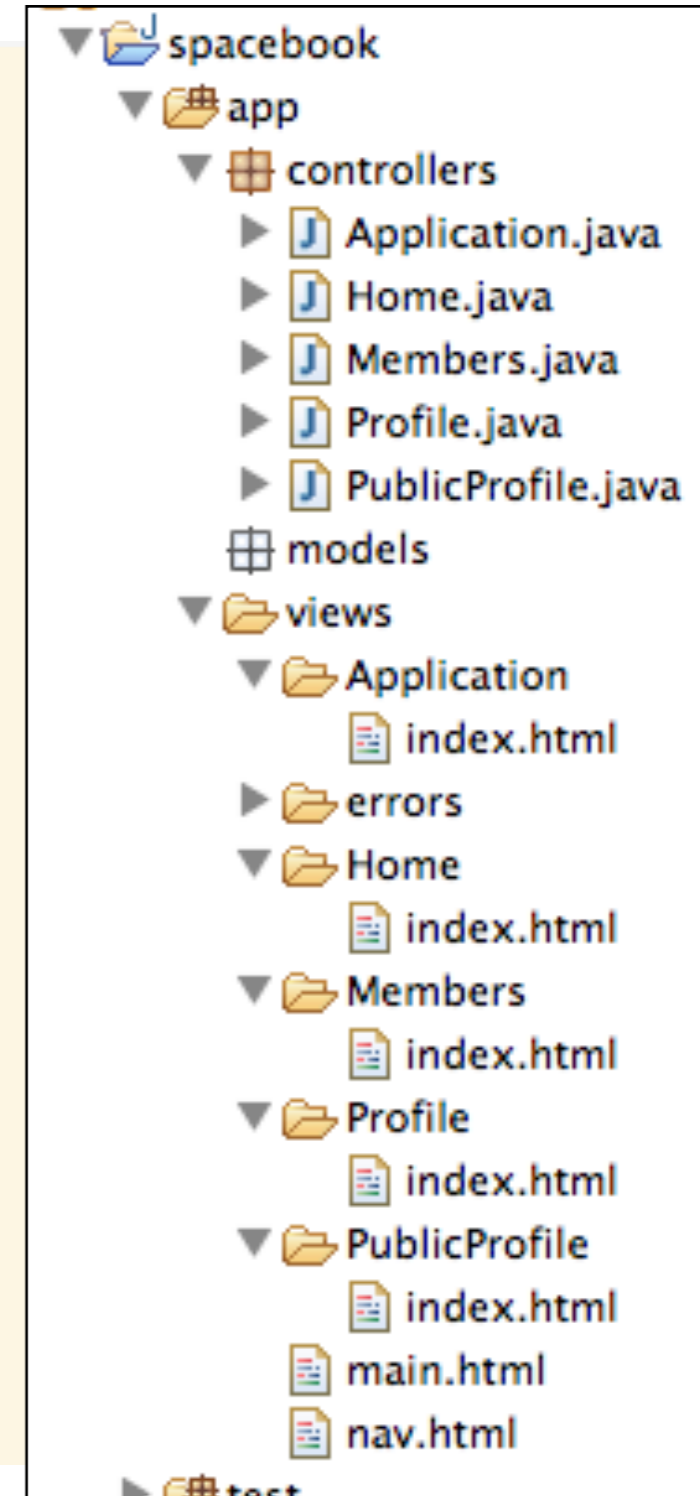 spacebook
app
controllers
Application.java
Home.java
Members.java
Profile.java
PublicProfile.java
models
views
Application
index.html
errors
Home
index.html
Members
index.html
Profile
index.html
PublicProfile
index.html
main.html
nav.html
test